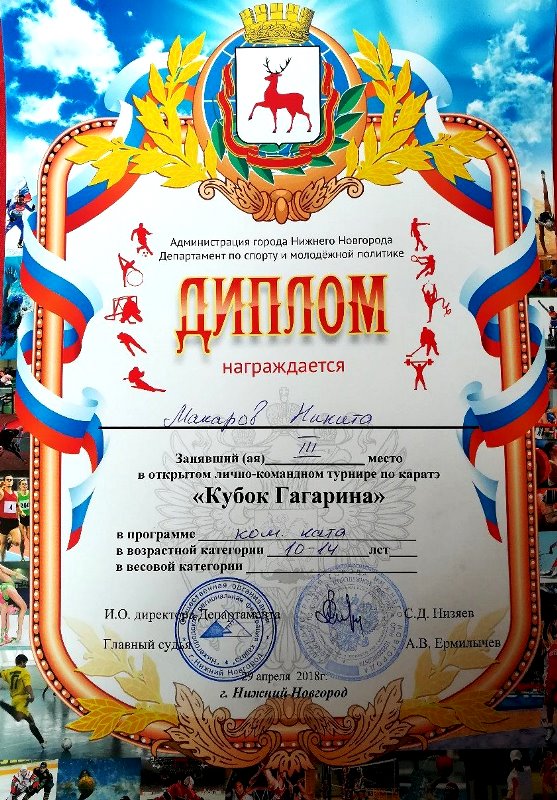 Администрация города Нижнего Новгорода
Департамент по спорту и молодёжной политике
ДИПЛОМ
награждается
Макаров Никита
Занявший (ая) III место
в открытом лично-командном турнире по каратэ
«Кубок Гагарина»
в программе ком. ката
в возрастной категории 10-14 лет
в весовой категории
И.О. директора Департамента С.Д. Низяев
Главный судья А.В. Ермилычев
29 апреля 2018г.
г. Нижний Новгород